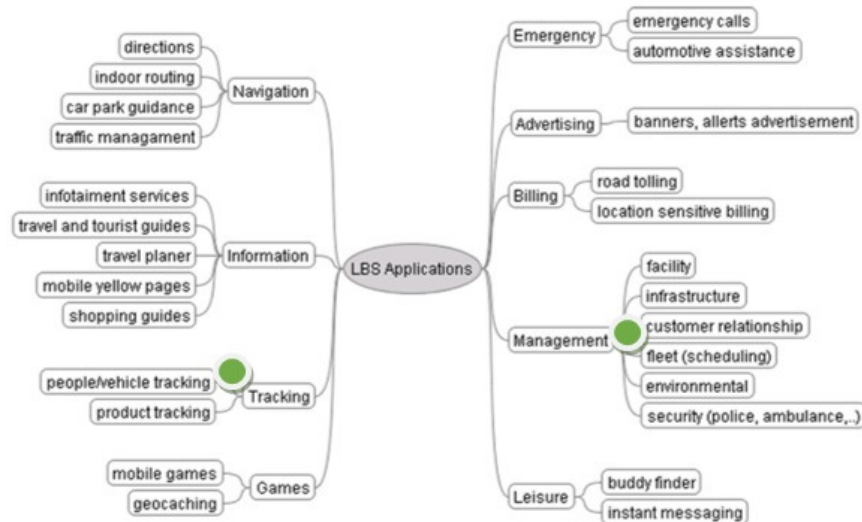 directions
indoor routing
car park guidance
traffic managament
Navigation
infotaiment services
travel and tourist guides
travel planer
mobile yellow pages
shopping guides
Information
people/vehicle tracking
product tracking
Tracking
mobile games
geocaching
Games
LBS Applications
Emergency
emergency calls
automotive assistance
Advertising
banners, allerts advertisement
Billing
road tolling
location sensitive billing
Management
facility
infrastructure
customer relationship
fleet (scheduling)
environmental
security (police, ambulance,..)
Leisure
buddy finder
instant messaging